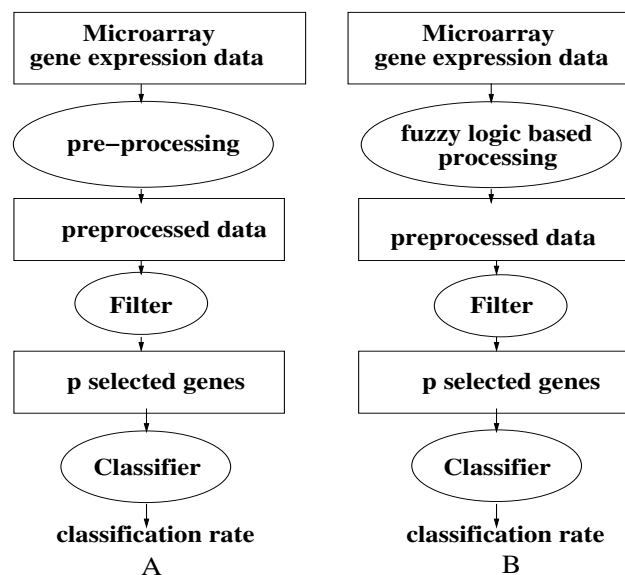 Microarray
gene expression data
pre−processing
preprocessed data
Filter
p selected genes
Classifier
classification rate
A
Microarray
gene expression data
fuzzy logic based
processing
preprocessed data
Filter
p selected genes
Classifier
classification rate
B